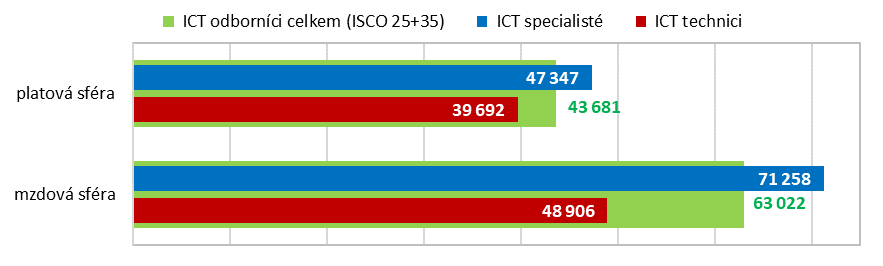 ICT odborníci celkem (ISCO 25+35) ICT specialisté ICT technici
platová sféra
47 347
39 692
43 681
mzdová sféra
71 258
63 022
48 906